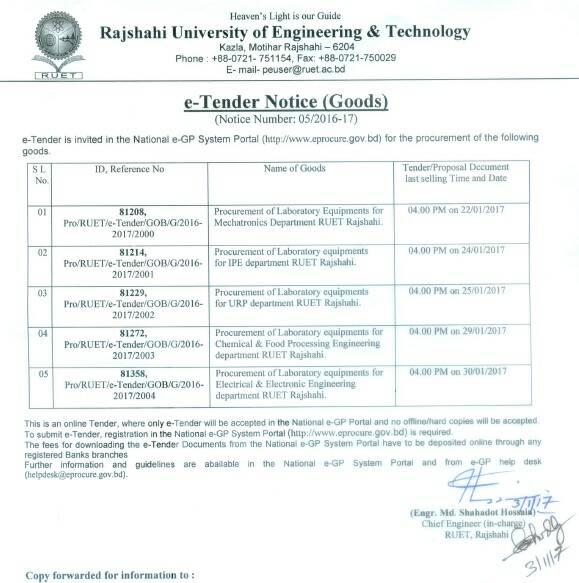 Heaven's Light is our Guide
Rajshahi University of Engineering & Technology
Kazla, Motihar Rajshahi – 6204
Phone : +88-0721- 751154, Fax: +88-0721-750029
E- mail- peuser@ruet.ac.bd
RUET
e-Tender Notice (Goods)
(Notice Number: 05/2016-17)
e-Tender is invited in the National e-GP System Portal (http://www.eprocure.gov.bd) for the procurement of the following
goods.
S L No. ID, Reference No Name of Goods Tender/Proposal Document last selling Time and Date
01 81208, Pro/RUET/e-Tender/GOB/G/2016-2017/2000 Procurement of Laboratory Equipments for Mechatronics Department RUET Rajshahi. 04.00 PM on 22/01/2017
02 81214, Pro/RUET/e-Tender/GOB/G/2016-2017/2001 Procurement of Laboratory equipments for IPE department RUET Rajshahi. 04.00 PM on 24/01/2017
03 81229, Pro/RUET/e-Tender/GOB/G/2016-2017/2002 Procurement of Laboratory equipments for URP department RUET Rajshahi. 04.00 PM on 25/01/2017
04 81272, Pro/RUET/e-Tender/GOB/G/2016-2017/2003 Procurement of Laboratory equipments for Chemical & Food Processing Engineering department RUET Rajshahi. 04.00 PM on 29/01/2017
05 81358, Pro/RUET/e-Tender/GOB/G/2016-2017/2004 Procurement of Laboratory equipments for Electrical & Electronic Engineering department RUET Rajshahi. 04.00 PM on 30/01/2017
This is an online Tender, where only e-Tender will be accepted in the National e-GP Portal and no offline/hard copies will be accepted.
To submit e-Tender, registration in the National e-GP System Portal (http://www.eprocure.gov.bd) is required.
The fees for downloading the e-Tender Documents from the National e-GP System Portal have to be deposited online through any
registered Banks branches
Further information and guidelines are abailable in the National e-GP System Portal and from e-GP help desk
(helpdesk@eprocure.gov.bd).
3/1/17
(Engr. Md. Shahadot Hossain)
Chief Engineer (in-charge)
RUET, Rajshahi
3/1/17
Copy forwarded for information to :